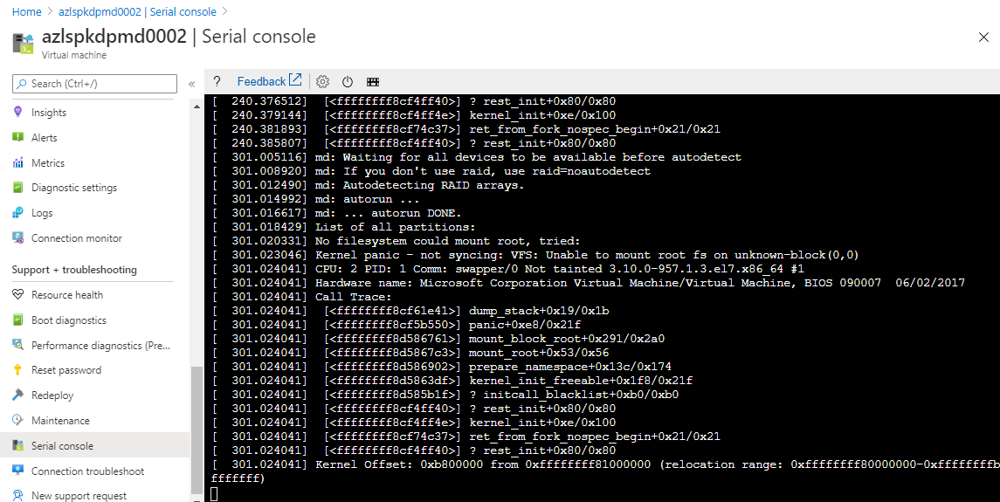 Home > azlspkdpmd0002 | Serial console >
azlspkdpmd0002 | Serial console
Virtual machine
Search (Ctrl+/)
«
Insights
Alerts
Metrics
Diagnostic settings
Logs
Connection monitor
Support + troubleshooting
Resource health
Boot diagnostics
Performance diagnostics (Pre...
Reset password
Redeploy
Maintenance
Serial console
Connection troubleshoot
New support request
? Feedback
[  240.376512]  [<ffffffff8cf4ff40>] ? rest_init+0x80/0x80
[  240.379144]  [<ffffffff8cf4ff4e>] kernel_init+0xe/0x100
[  240.381893]  [<ffffffff8cf74c37>] ret_from_fork_nospec_begin+0x21/0x21
[  240.385807]  [<ffffffff8cf4ff40>] ? rest_init+0x80/0x80
[  301.005116] md: Waiting for all devices to be available before autodetect
[  301.008920] md: If you don't use raid, use raid=noautodetect
[  301.012490] md: Autodetecting RAID arrays.
[  301.014992] md: autorun ...
[  301.016617] md: ... autorun DONE.
[  301.018429] List of all partitions:
[  301.020331] No filesystem could mount root, tried:
[  301.023046] Kernel panic - not syncing: VFS: Unable to mount root fs on unknown-block(0,0)
[  301.024041] CPU: 2 PID: 1 Comm: swapper/0 Not tainted 3.10.0-957.1.3.el7.x86_64 #1
[  301.024041] Hardware name: Microsoft Corporation Virtual Machine/Virtual Machine, BIOS 090007  06/02/2017
[  301.024041] Call Trace:
[  301.024041]  [<ffffffff8cf61e41>] dump_stack+0x19/0x1b
[  301.024041]  [<ffffffff8cf5b550>] panic+0xe8/0x21f
[  301.024041]  [<ffffffff8d586761>] mount_block_root+0x291/0x2a0
[  301.024041]  [<ffffffff8d5867c3>] mount_root+0x53/0x56
[  301.024041]  [<ffffffff8d586902>] prepare_namespace+0x13c/0x174
[  301.024041]  [<ffffffff8d5863df>] kernel_init_freeable+0x1f8/0x21f
[  301.024041]  [<ffffffff8d585b1f>] ? initcall_blacklist+0xb0/0xb0
[  301.024041]  [<ffffffff8cf4ff40>] ? rest_init+0x80/0x80
[  301.024041]  [<ffffffff8cf4ff4e>] kernel_init+0xe/0x100
[  301.024041]  [<ffffffff8cf74c37>] ret_from_fork_nospec_begin+0x21/0x21
[  301.024041]  [<ffffffff8cf4ff40>] ? rest_init+0x80/0x80
[  301.024041] Kernel Offset: 0xb800000 from 0xffffffff81000000 (relocation range: 0xffffffff80000000-0xffffffffb
fffffff)